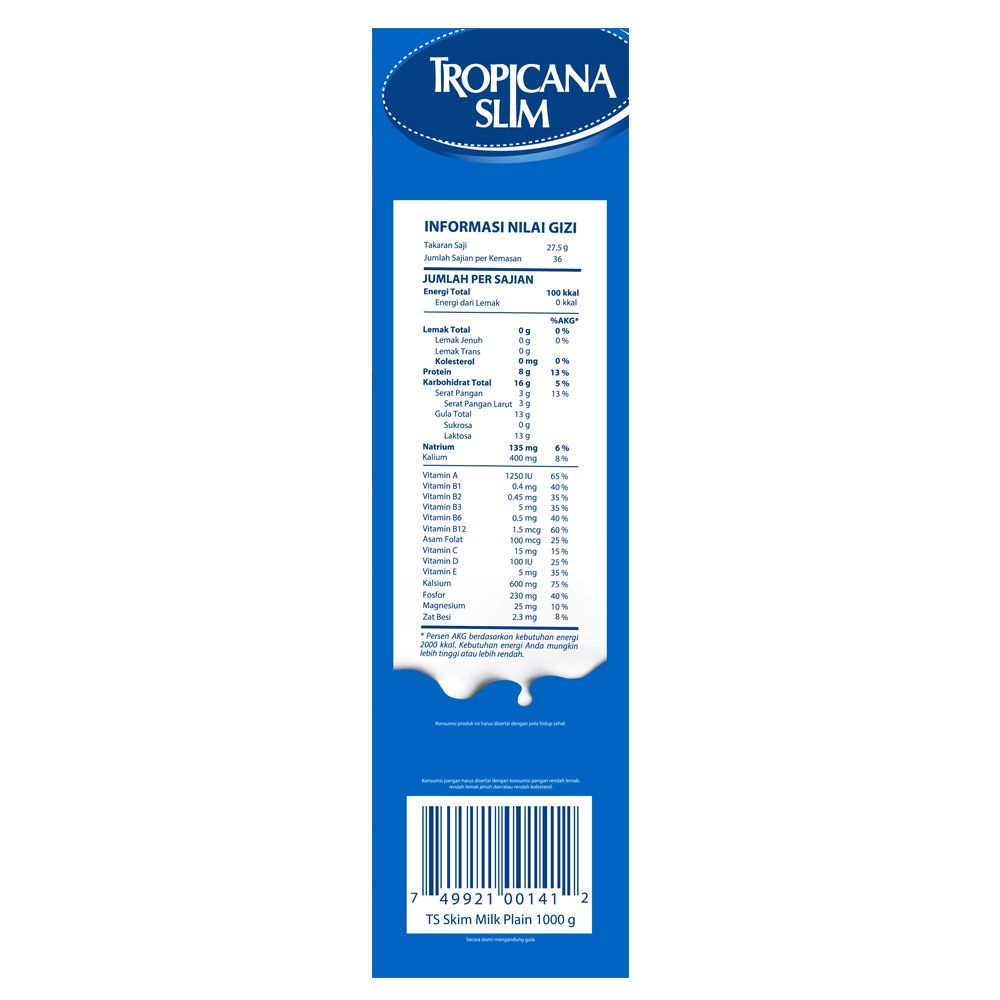 TROPICANA
SLIM
INFORMASI NILAI GIZI
Takaran Saji 27.5 g
Jumlah Sajian per Kemasan 36
JUMLAH PER SAJIAN
Energi Total 100 kkal
Energi dari Lemak 0 kkal
%AKG*
Lemak Total 0 g 0 %
Lemak Jenuh 0 g 0 %
Lemak Trans 0 g
Kolesterol 0 mg 0 %
Protein 8 g 13 %
Karbohidrat Total 16 g 5 %
Serat Pangan 3 g 13 %
Serat Pangan Larut 3 g
Gula Total 13 g
Sukrosa 0 g
Laktosa 13 g
Natrium 135 mg 6 %
Kalium 400 mg 8 %
Vitamin A 1250 IU 65 %
Vitamin B1 0.4 mg 40 %
Vitamin B2 0.45 mg 35 %
Vitamin B3 5 mg 35 %
Vitamin B6 0.5 mg 40 %
Vitamin B12 1.5 mcg 60 %
Asam Folat 100 mcg 25 %
Vitamin C 15 mg 15 %
Vitamin D 100 IU 25 %
Vitamin E 5 mg 35 %
Kalsium 600 mg 75 %
Fosfor 230 mg 40 %
Magnesium 25 mg 10 %
Zat Besi 2.3 mg 8 %
* Persen AKG berdasarkan kebutuhan energi
2000 kkal. Kebutuhan energi Anda mungkin
lebih tinggi atau lebih rendah.
Konsumsi produk ini harus disertai dengan pola hidup sehat.
Konsumsi pangan harus disertai dengan konsumsi pangan rendah lemak,
rendah lemak jenuh dan/atau rendah kolesterol.
7 49921 00141 2
TS Skim Milk Plain 1000 g
Secara alami mengandung gula.